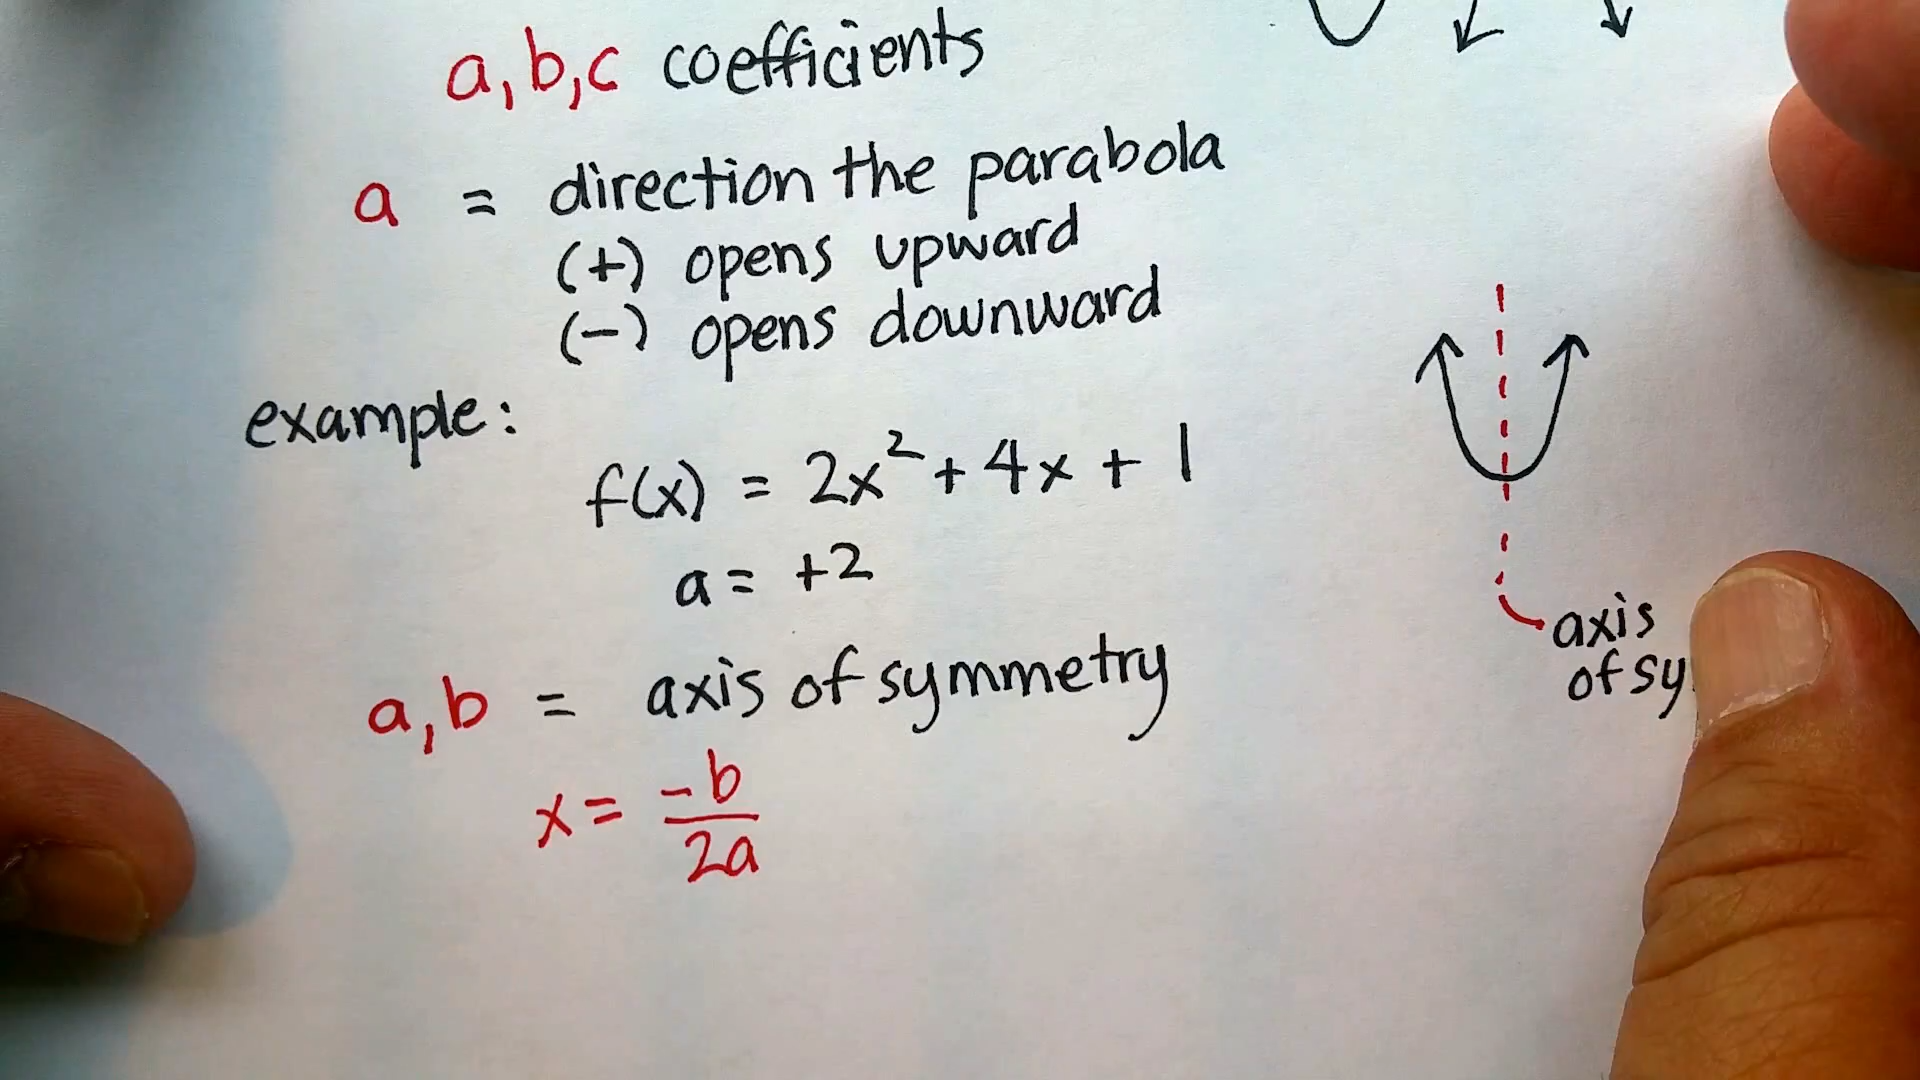 a, b, c coefficients
a = direction the parabola
(+) opens upward
(-) opens downward
example:
f(x) = 2x² + 4x + 1
a = +2
axis
of sy
a, b = axis of symmetry
x = -b/2a